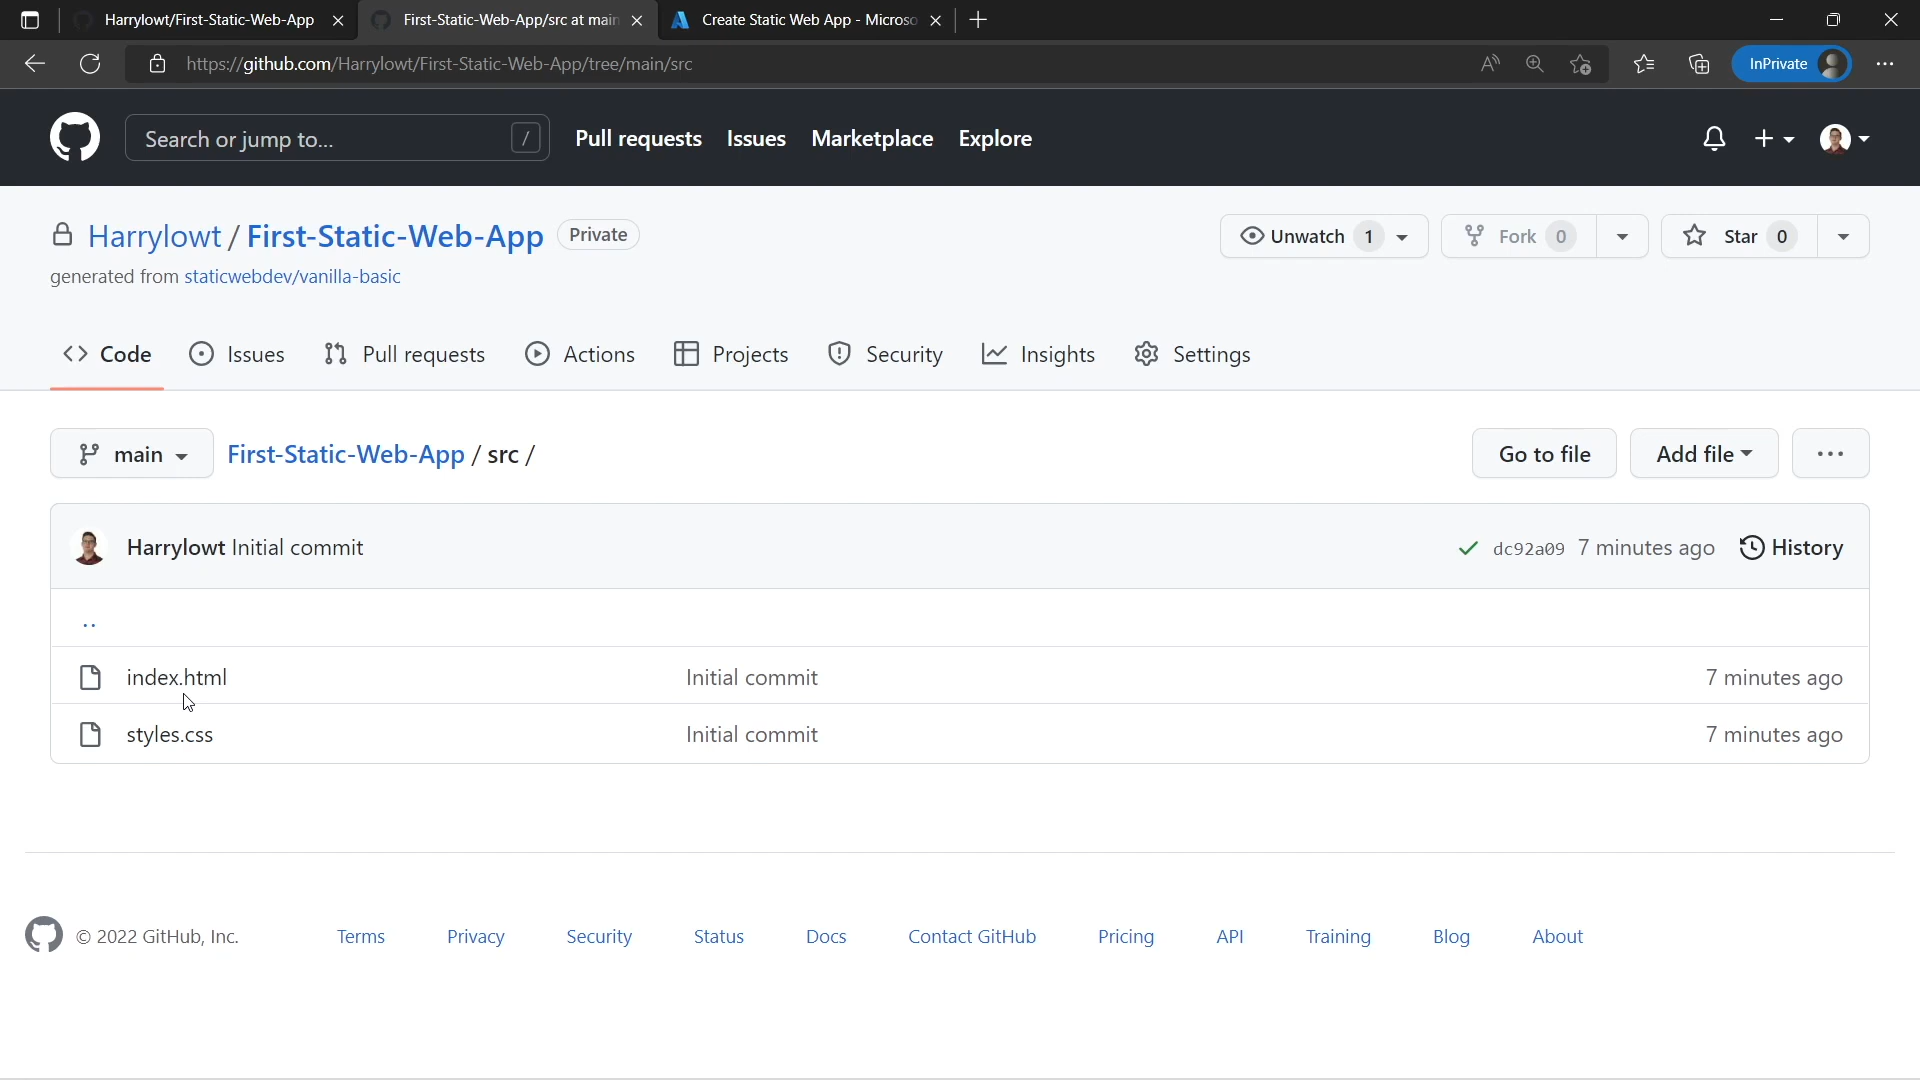 Harrylowt/First-Static-Web-App
First-Static-Web-App/src at main
Create Static Web App - Microso
https://github.com/Harrylowt/First-Static-Web-App/tree/main/src
InPrivate
Search or jump to...
/
Pull requests
Issues
Marketplace
Explore
Harrylowt / First-Static-Web-App
Private
Unwatch 1
Fork 0
Star 0
generated from staticwebdev/vanilla-basic
Code
Issues
Pull requests
Actions
Projects
Security
Insights
Settings
main
First-Static-Web-App / src /
Go to file
Add file
Harrylowt Initial commit
dc92a09 7 minutes ago
History
..
index.html
Initial commit
7 minutes ago
styles.css
Initial commit
7 minutes ago
© 2022 GitHub, Inc.
Terms
Privacy
Security
Status
Docs
Contact GitHub
Pricing
API
Training
Blog
About